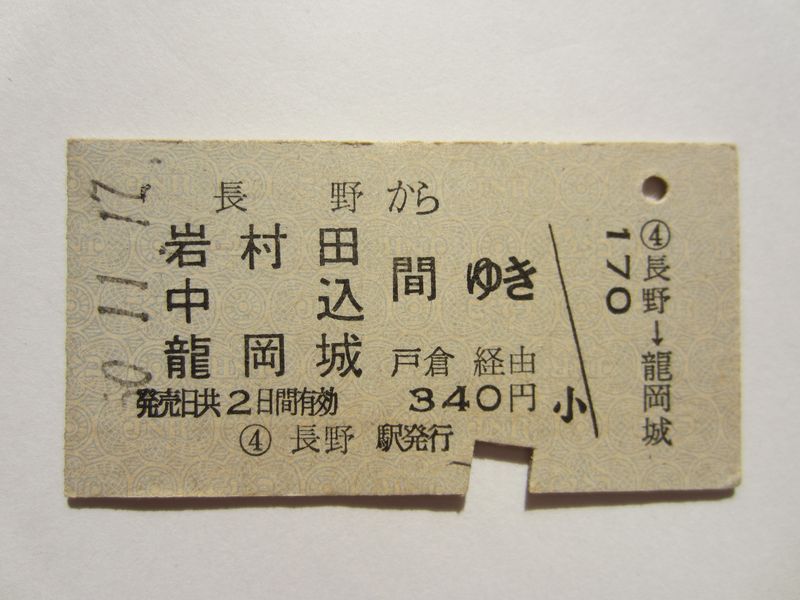 長野から
岩村田
中込 間ゆき
龍岡城 戸倉経由
発売日共2日間有効 340円
④長野駅発行
小
④長野→龍岡城
170